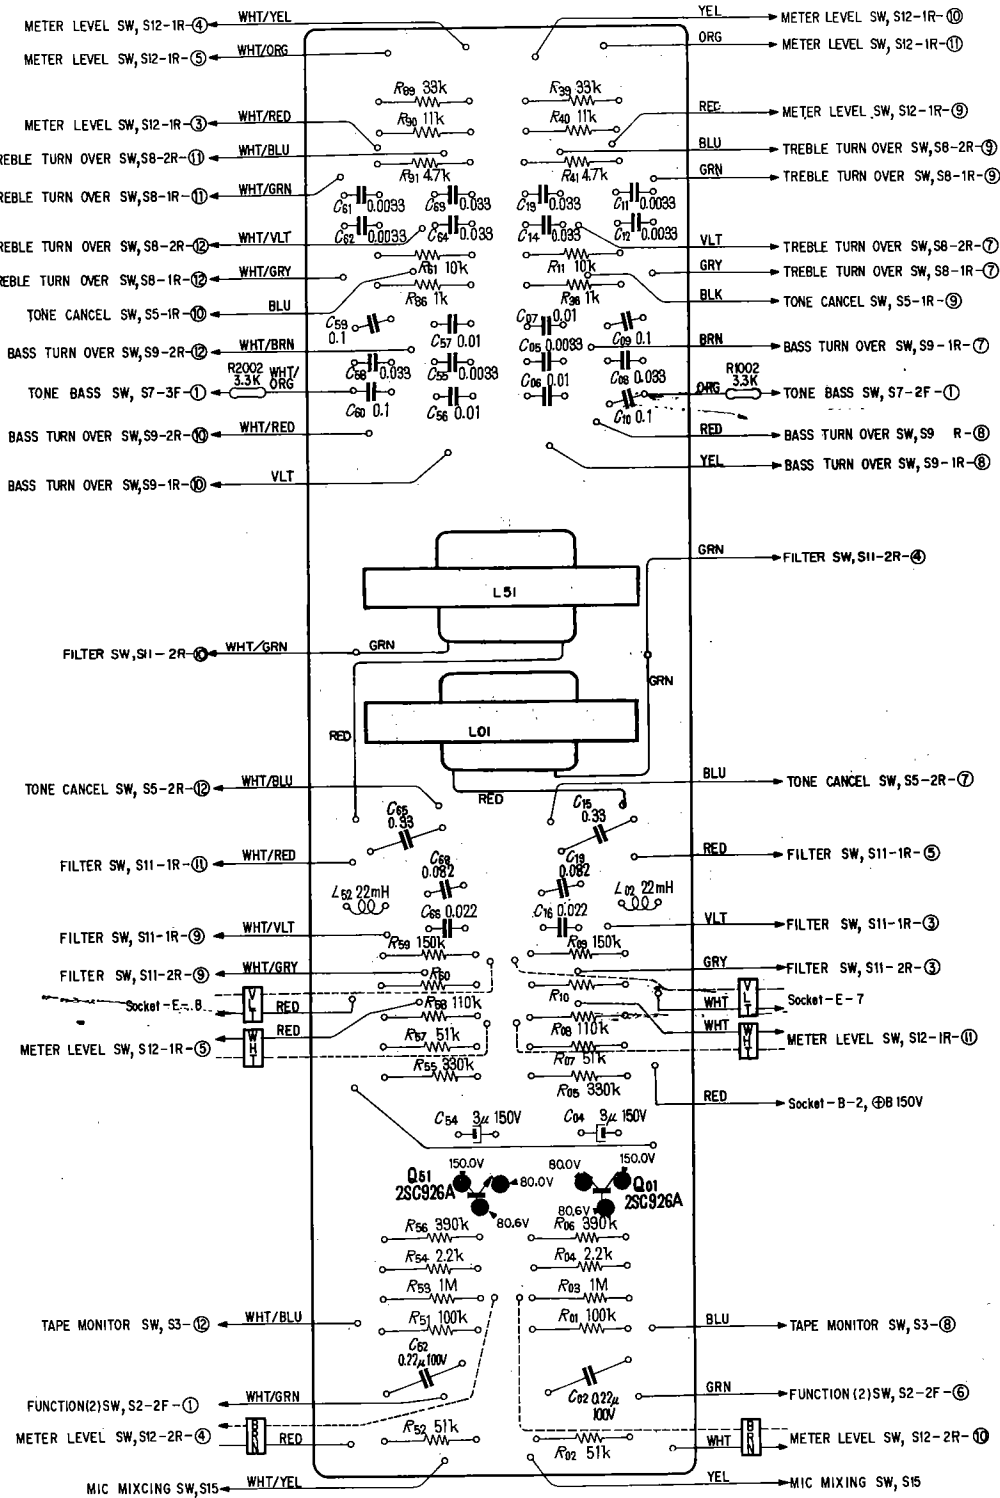 METER LEVEL SW, S12-1R-④ WHT/YEL YEL METER LEVEL SW, S12-1R-⑩
METER LEVEL SW, S12-1R-⑤ WHT/ORG ORG METER LEVEL SW, S12-1R-⑪
R89 33k R39 33k
METER LEVEL SW, S12-1R-③ WHT/RED R90 11k R40 11k RED METER LEVEL SW, S12-1R-⑨
TREBLE TURN OVER SW, S8-2R-⑪ WHT/BLU BLU TREBLE TURN OVER SW, S8-2R-⑨
R91 4.7k R41 4.7k
TREBLE TURN OVER SW, S8-1R-⑪ WHT/GRN GRN TREBLE TURN OVER SW, S8-1R-⑨
C61 0.0033 C63 0.033 C13 0.033 C11 0.0033
C62 0.0033 C64 0.033 C14 0.033 C12 0.0033
TREBLE TURN OVER SW, S8-2R-⑫ WHT/VLT VLT TREBLE TURN OVER SW, S8-2R-⑦
R61 10k R11 10k
TREBLE TURN OVER SW, S8-1R-⑫ WHT/GRY GRY TREBLE TURN OVER SW, S8-1R-⑦
R86 1k R36 1k
TONE CANCEL SW, S5-1R-⑩ BLU BLK TONE CANCEL SW, S5-1R-⑨
C59 0.1 C57 0.01 C07 0.01 C09 0.1
BASS TURN OVER SW, S9-2R-⑫ WHT/BRN BRN BASS TURN OVER SW, S9-1R-⑦
C58 0.033 C55 0.0033 C05 0.0033 C08 0.033
R2002 3.3K R1002 3.3K
TONE BASS SW, S7-3F-① WHT/ORG ORG TONE BASS SW, S7-2F-①
C60 0.1 C56 0.01 C06 0.01 C10 0.1
BASS TURN OVER SW, S9-2R-⑩ WHT/RED RED BASS TURN OVER SW, S9 R-⑧
BASS TURN OVER SW, S9-1R-⑩ VLT YEL BASS TURN OVER SW, S9-1R-⑧
GRN FILTER SW, S11-2R-④
L51
FILTER SW, S11-2R-⑩ WHT/GRN GRN
GRN
RED L01
RED
TONE CANCEL SW, S5-2R-⑫ WHT/BLU BLU TONE CANCEL SW, S5-2R-⑦
C65 0.33 C15 0.33
FILTER SW, S11-1R-⑪ WHT/RED RED FILTER SW, S11-1R-⑤
0.082 C19 0.082
L52 22mH L02 22mH
0.022 C16 0.022
FILTER SW, S11-1R-⑨ WHT/VLT VLT FILTER SW, S11-1R-③
R59 150k R09 150k
FILTER SW, S11-2R-⑨ WHT/GRY GRY FILTER SW, S11-2R-③
R60 R10
Socket-E-8 VLT RED WHT VLT Socket-E-7
R58 110k R08 110k
METER LEVEL SW, S12-1R-⑤ WHT RED WHT WHT METER LEVEL SW, S12-1R-⑪
R57 51k R07 51k
R55 330k R05 330k
RED Socket-B-2, ⊕B 150V
C54 3μ 150V C04 3μ 150V
Q51 2SC926A 150.0V 80.0V 80.6V
Q01 2SC926A 80.0V 150.0V 80.6V
R56 390k R06 390k
R54 2.2k R04 2.2k
R53 1M R03 1M
TAPE MONITOR SW, S3-⑫ WHT/BLU R51 100k R01 100k BLU TAPE MONITOR SW, S3-⑧
C52 0.22μ 100V
C02 0.22μ 100V
FUNCTION(2)SW, S2-2F-① WHT/GRN GRN FUNCTION(2)SW, S2-2F-⑥
METER LEVEL SW, S12-2R-④ BRN RED R52 51k R02 51k WHT BRN METER LEVEL SW, S12-2R-⑩
MIC MIXCING SW, S15 WHT/YEL YEL MIC MIXING SW, S15